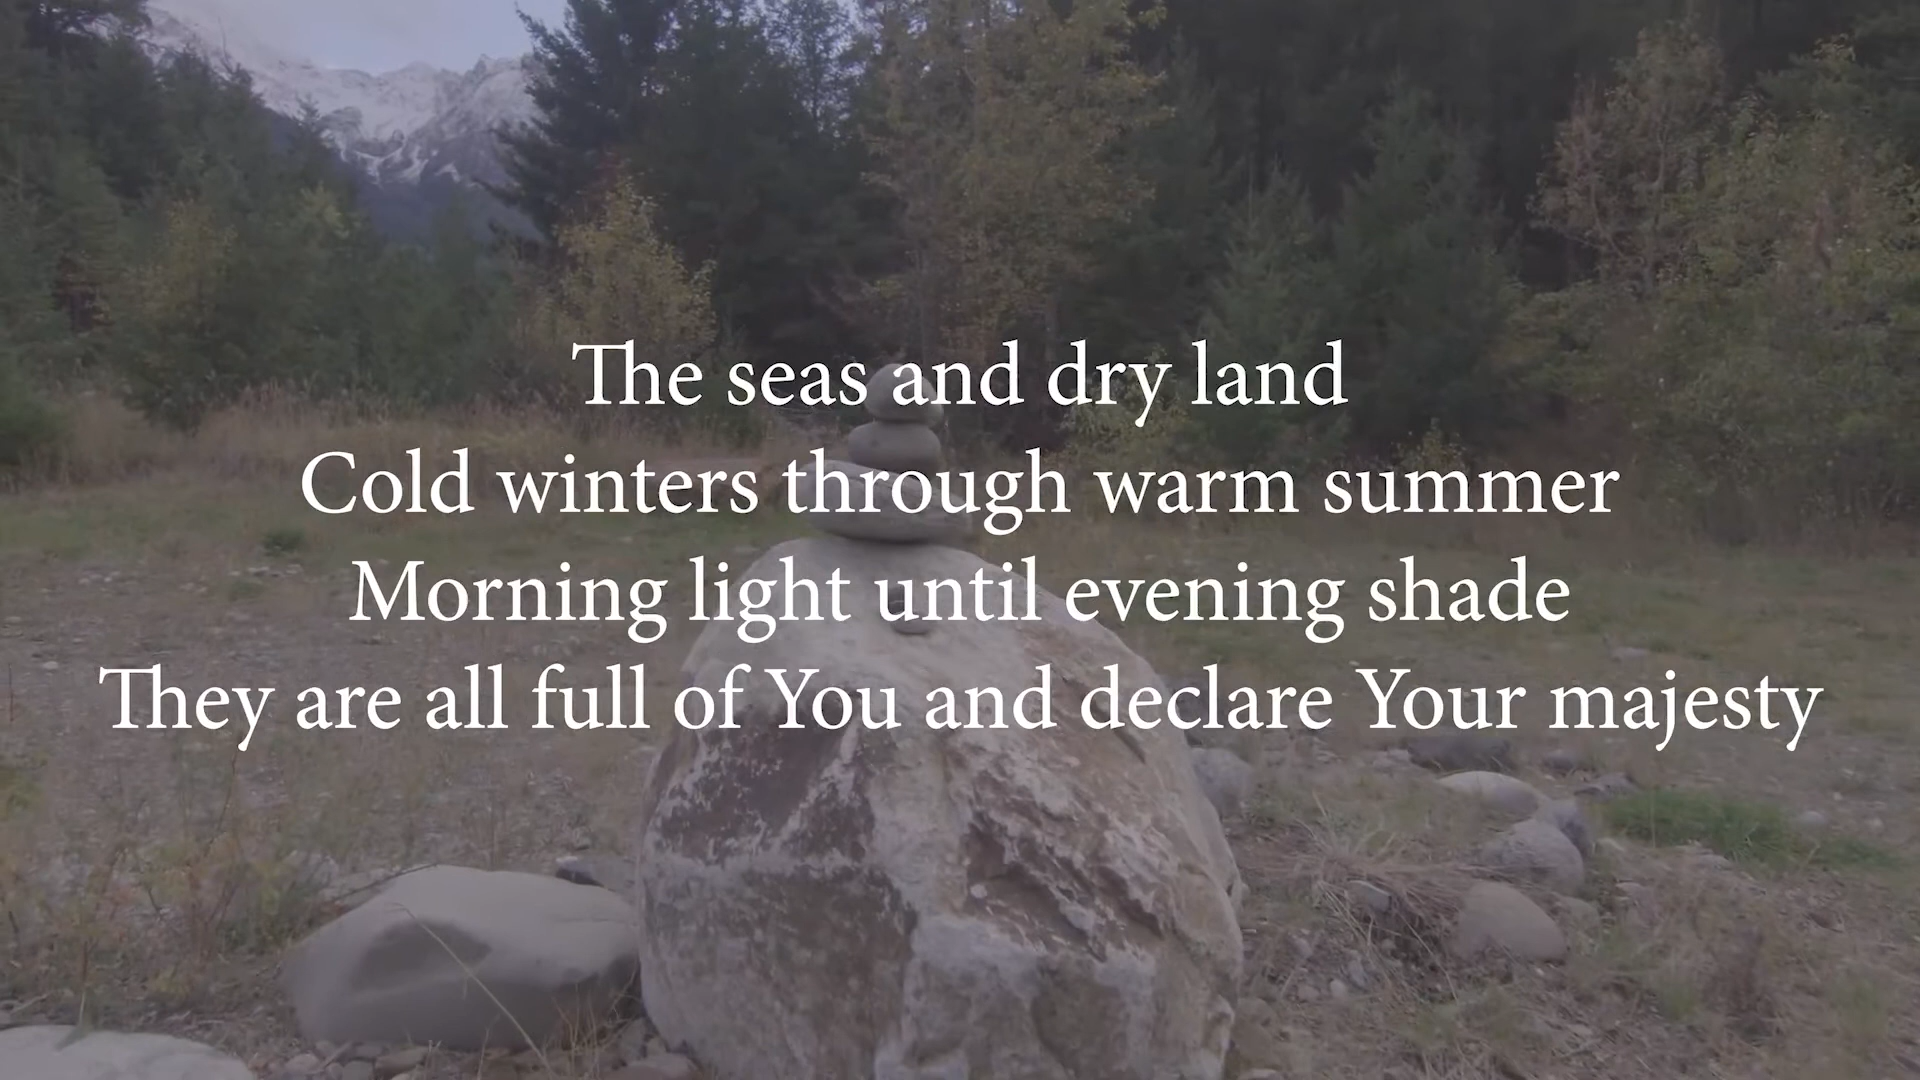 The seas and dry land
Cold winters through warm summer
Morning light until evening shade
They are all full of You and declare Your majesty